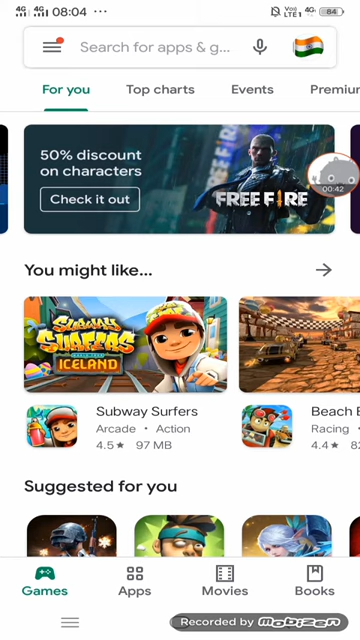 4G 4G 08:04 ... Vo) LTE1 4G 84
Search for apps & g...
For you Top charts Events Premiu
50% discount
on characters
Check it out
FREE FIRE
00:42
You might like...
SUBWAY
SURFERS
ICELAND
Subway Surfers
Arcade • Action
4.5★ 97 MB
Beach B
Racing •
4.4★ 82
Suggested for you
Games Apps Movies Books
Recorded by MOBIZEN